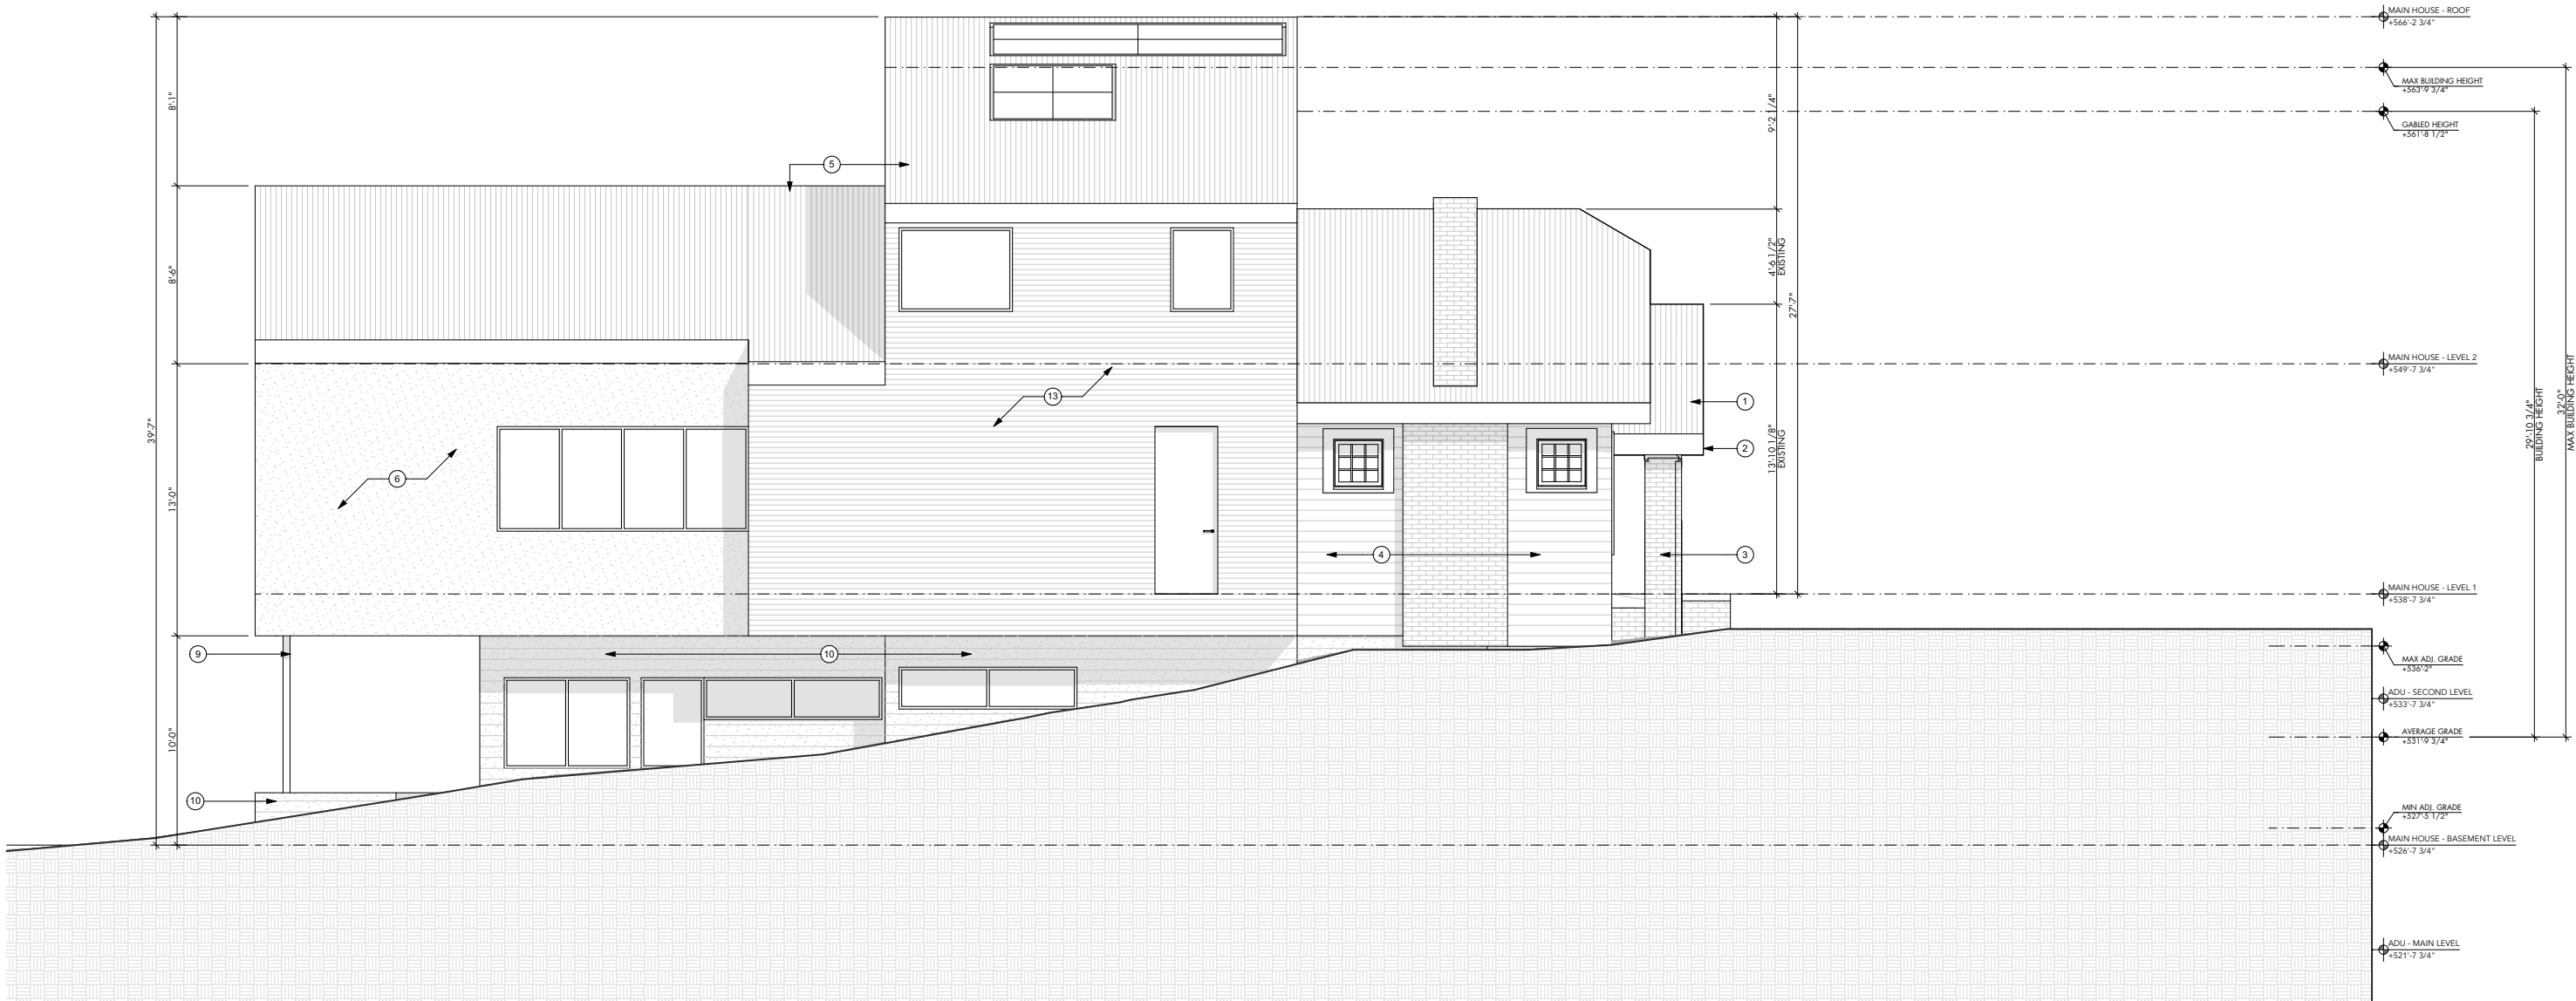 MAIN HOUSE - ROOF
+566'-2 3/4"
MAX BUILDING HEIGHT
+563'-9 3/4"
GABLED HEIGHT
+561'-8 1/2"
8'-1"
9'-2 1/4"
5
8'-6"
4'-6 1/2"
EXISTING
27'-7"
MAIN HOUSE - LEVEL 2
+549'-7 3/4"
39'-7"
13
1
2
6
13'-0"
13'-10 1/8"
EXISTING
29'-10 3/4"
BUILDING HEIGHT
32'-0"
MAX BUILDING HEIGHT
4
3
MAIN HOUSE - LEVEL 1
+538'-7 3/4"
9
10
MAX ADJ. GRADE
+536'-2"
ADU - SECOND LEVEL
+533'-7 3/4"
10'-0"
AVERAGE GRADE
+531'-9 3/4"
10
MIN ADJ. GRADE
+527'-5 1/2"
MAIN HOUSE - BASEMENT LEVEL
+526'-7 3/4"
ADU - MAIN LEVEL
+521'-7 3/4"